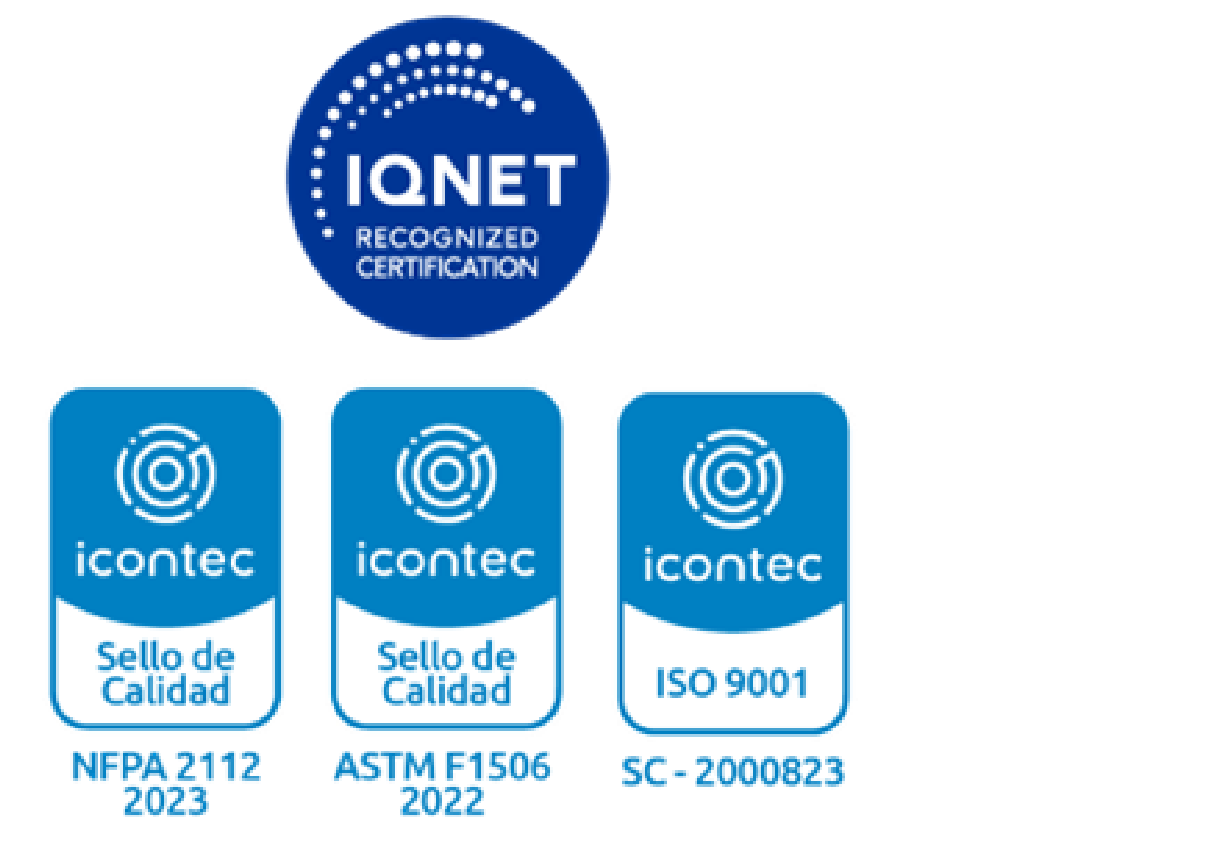 IQNET
RECOGNIZED
CERTIFICATION
icontec
Sello de
Calidad
NFPA 2112
2023
icontec
Sello de
Calidad
ASTM F1506
2022
icontec
ISO 9001
SC - 2000823